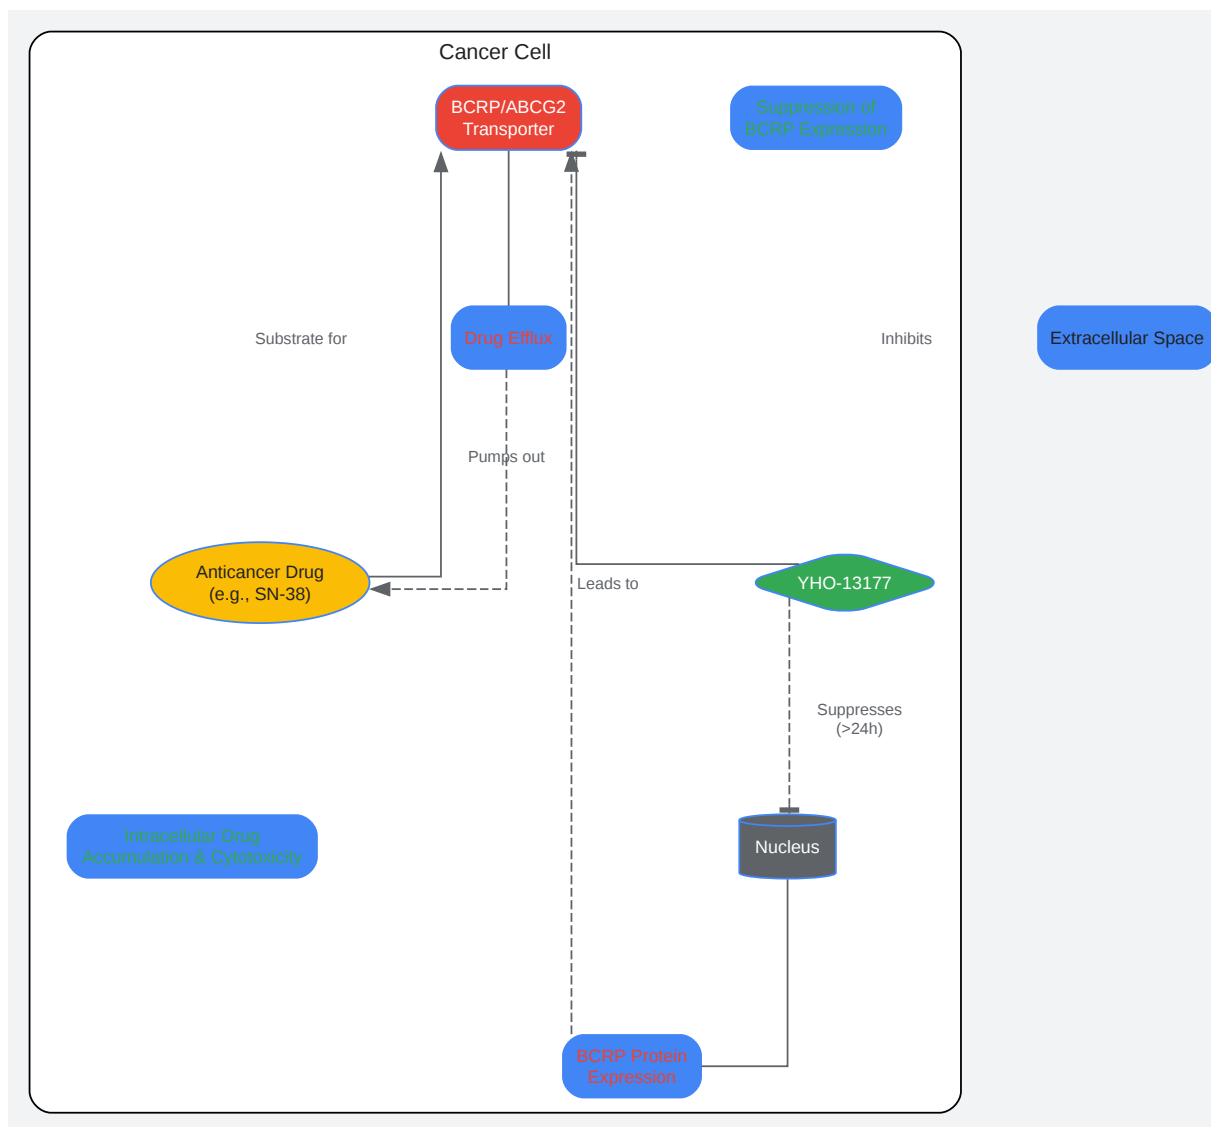 Cancer Cell
BCRP/ABCG2
Transporter
Suppression of
BCRP Expression
Substrate for
Drug Efflux
Inhibits
Extracellular Space
Pumps out
Anticancer Drug
(e.g., SN-38)
Leads to
YHO-13177
Suppresses
(>24h)
Intracellular Drug
Accumulation & Cytotoxicity
Nucleus
BCRP Protein
Expression